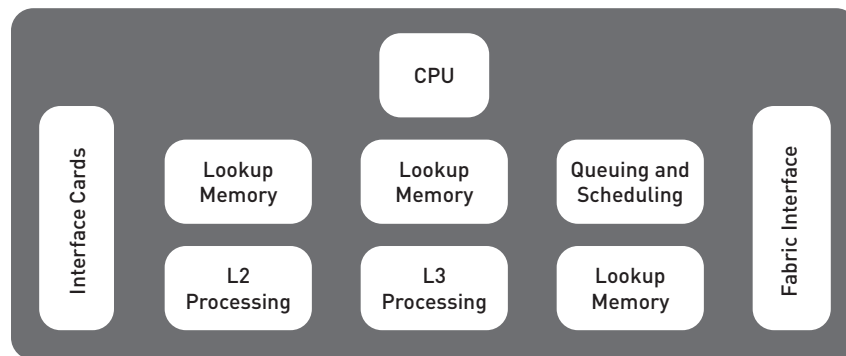 CPU
Interface Cards
Lookup
Memory
Lookup
Memory
Queuing and
Scheduling
Fabric Interface
L2
Processing
L3
Processing
Lookup
Memory